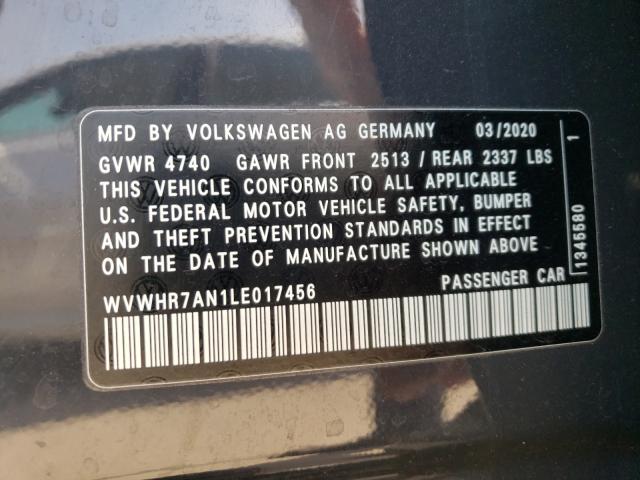 MFD BY VOLKSWAGEN AG GERMANY 03/2020
GVWR 4740 GAWR FRONT 2513 / REAR 2337 LBS
THIS VEHICLE CONFORMS TO ALL APPLICABLE
U.S. FEDERAL MOTOR VEHICLE SAFETY, BUMPER
AND THEFT PREVENTION STANDARDS IN EFFECT
ON THE DATE OF MANUFACTURE SHOWN ABOVE
WVWHR7AN1LE017456 PASSENGER CAR
1345580 1